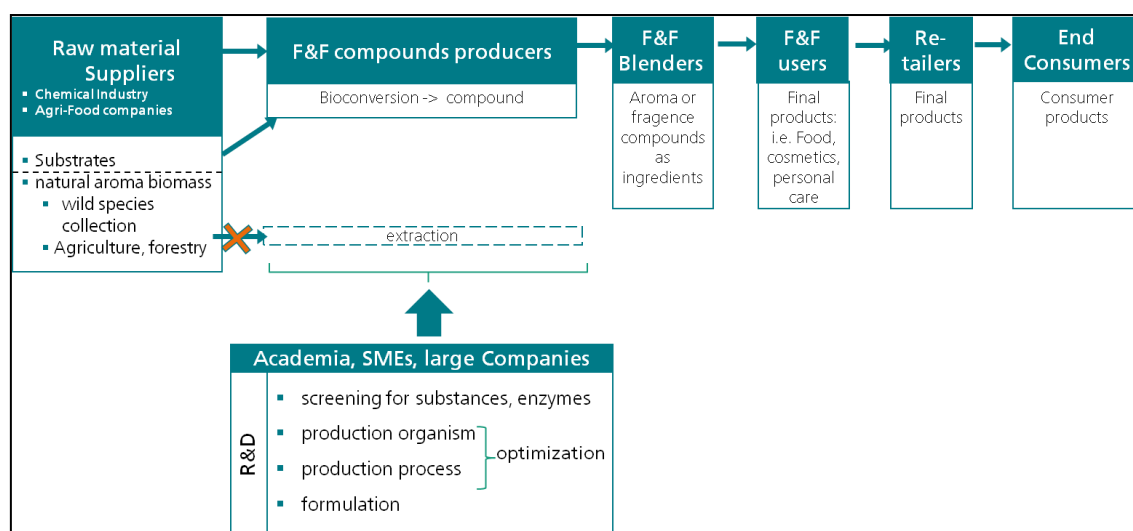 Raw material
Suppliers
▪ Chemical Industry
▪ Agri-Food companies
▪ Substrates
▪ natural aroma biomass
▪ wild species
collection
▪ Agriculture, forestry
F&F compounds producers
Bioconversion -> compound
extraction
F&F
Blenders
Aroma or
fragence
compounds
as
ingredients
F&F
users
Final
products:
i.e. Food,
cosmetics,
personal
care
Re-
tailers
Final
products
End
Consumers
Consumer
products
Academia, SMEs, large Companies
R&D
▪ screening for substances, enzymes
▪ production organism
▪ production process
optimization
▪ formulation